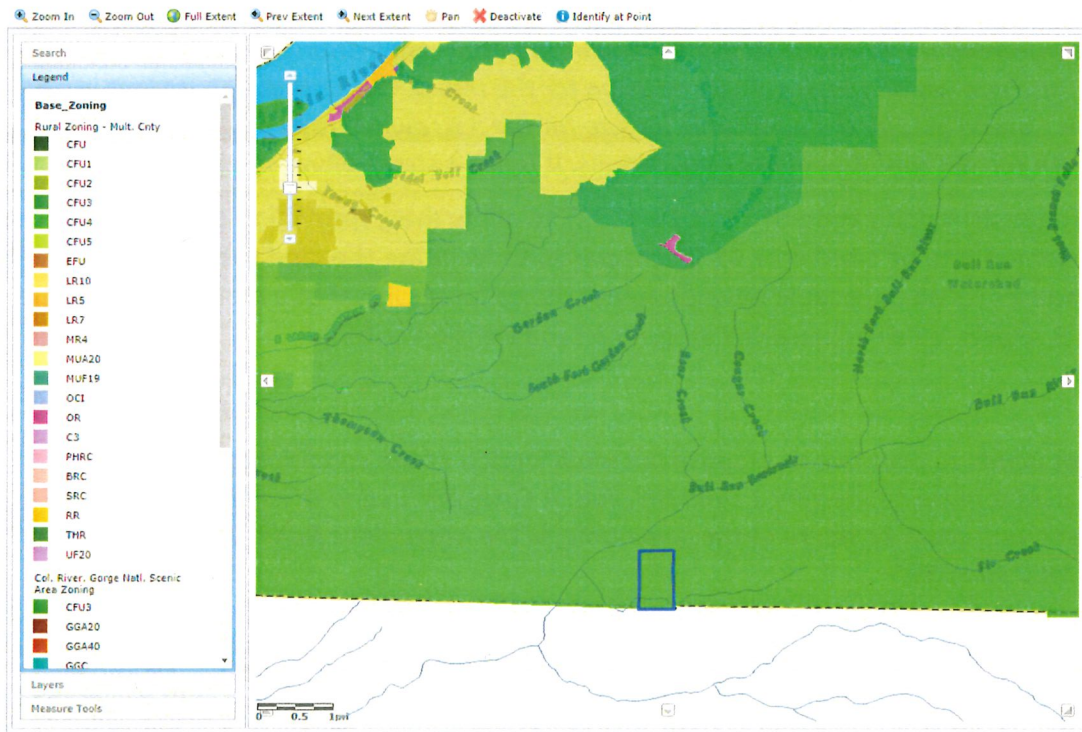 Zoom In Zoom Out Full Extent Prev Extent Next Extent Pan Deactivate Identify at Point
Search
Legend
Base_Zoning
Rural Zoning - Mult. Cnty
CFU
CFU1
CFU2
CFU3
CFU4
CFU5
EFU
LR10
LR5
LR7
MR4
MUA20
MUF19
OCI
OR
C3
PHRC
BRC
SRC
RR
THR
UF20
Col. River. Gorge Natl. Scenic
Area Zoning
CFU3
GGA20
GGA40
GGC
Layers
Measure Tools
River
Creek
Creek
Creek
Gordon Creek
South Fork Gordon Creek
Thompson Creek
Bear Creek
Cougar Creek
North Fork Bull Run River
Bull Run
Watershed
Bull Run
Bull Run
Creek
0 0.5 1